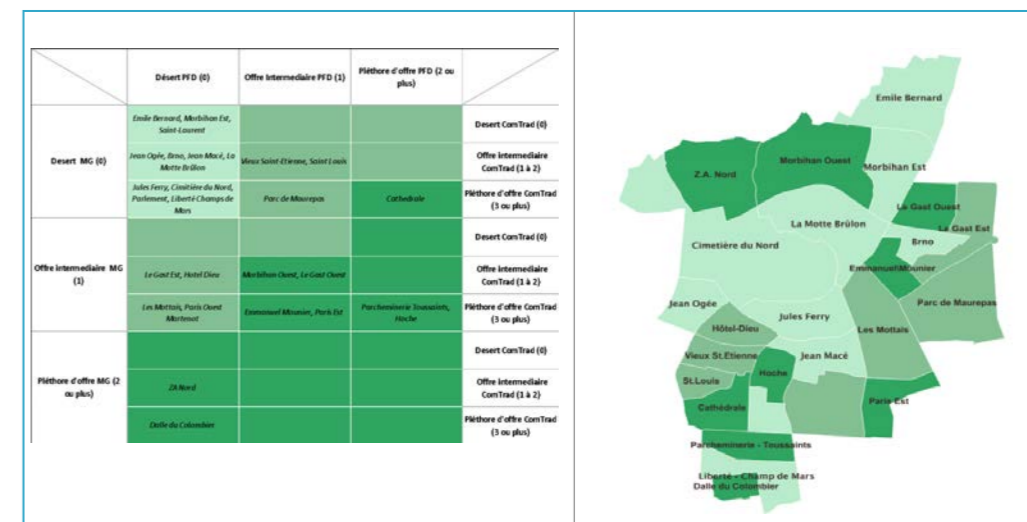 Désert PFD (0)
Offre Intermediaire PFD (1)
Pléthore d'offre PFD (2 ou
plus)
Desert MG (0)
Emile Bernard, Morbihan Est,
Saint-Laurent
Desert ComTrad (0)
Jean Ogée, Brno, Jean Macé, La
Motte Brûlon
Vieux Saint-Etienne, Saint Louis
Offre intermediaire
ComTrad (1 à 2)
Jules Ferry, Cimitière du Nord,
Parlement, Liberté-Champs de
Mars
Parc de Maurepas
Cathedrale
Pléthore d'offre ComTrad
(3 ou plus)
Offre intermediaire MG
(1)
Desert ComTrad (0)
Le Gast Est, Hotel Dieu
Morbihan Ouest, Le Gast Ouest
Offre intermediaire
ComTrad (1 à 2)
Les Mottais, Paris Ouest
Martenot
Emmanuel Mounier, Paris Est
Parcheminerie Toussaints,
Hoche
Pléthore d'offre ComTrad
(3 ou plus)
Pléthore d'offre MG (2
ou plus)
Desert ComTrad (0)
ZA Nord
Offre intermediaire
ComTrad (1 à 2)
Dalle du Colombier
Pléthore d'offre ComTrad
(3 ou plus)
Emile Bernard
Morbihan Ouest
Morbihan Est
Z.A. Nord
Le Gast Ouest
La Motte Brûlon
Le Gast Est
Brno
Cimetière du Nord
Emmanuel Mounier
Parc de Maurepas
Jean Ogée
Jules Ferry
Hôtel-Dieu
Les Mottais
Vieux St.Etienne
Jean Macé
Hoche
St.Louis
Paris Est
Cathédrale
Parcheminerie - Toussaints
Liberté - Champ de Mars
Dalle du Colombier